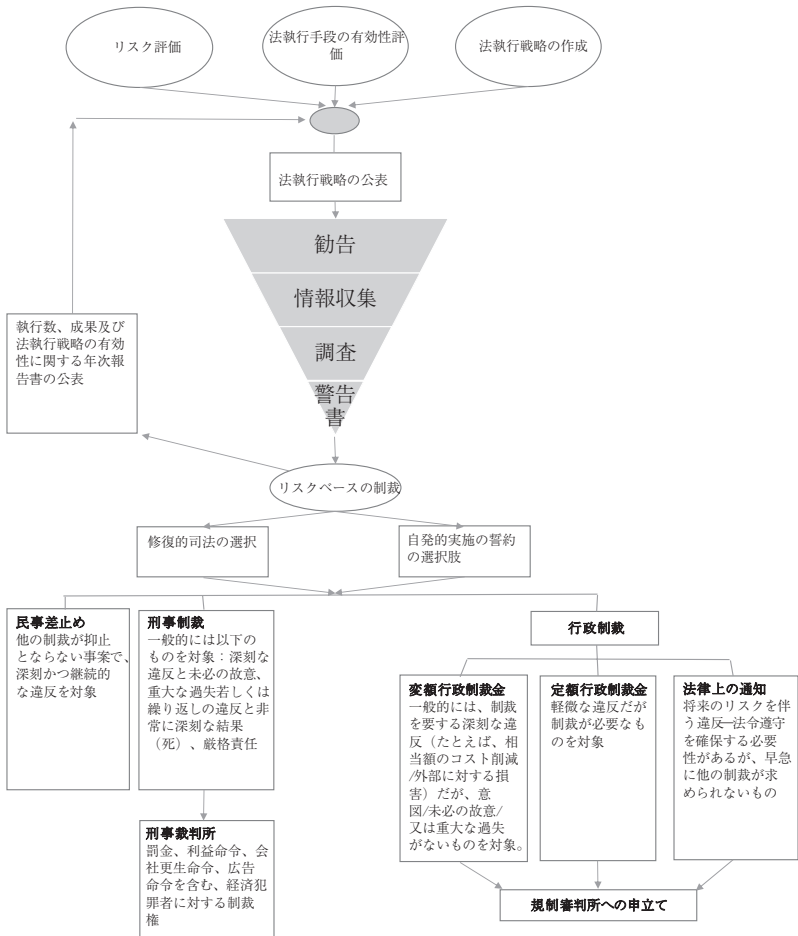 リスク評価
法執行手段の有効性評
価
法執行戦略の作成
法執行戦略の公表
勧告
情報収集
調査
警告
書
執行数、成果及び
法執行戦略の有効
性に関する年次報
告書の公表
リスクベースの制裁
修復的司法の選択
自発的実施の誓約
の選択肢
民事差止め
他の制裁が抑止
とならない事案で、
深刻かつ継続的
な違反を対象
刑事制裁
一般的には以下の
ものを対象：深刻な
違反と未必の故意、
重大な過失若しくは
繰り返しの違反と非
常に深刻な結果
（死）、厳格責任
刑事裁判所
罰金、利益命令、会
社更生命令、広告
命令を含む、経済犯
罪者に対する制裁
権
行政制裁
変額行政制裁金
一般的には、制裁
を要する深刻な違
反（たとえば、相
当額のコスト削減
/外部に対する損
害）だが、意
図/未必の故意/
又は重大な過失
がないものを対象。
定額行政制裁金
軽微な違反だが
制裁が必要なも
のを対象
法律上の通知
将来のリスクを伴
う違反―法令遵守
を確保する必要
性があるが、早急
に他の制裁が求
められないもの
規制審判所への申立て